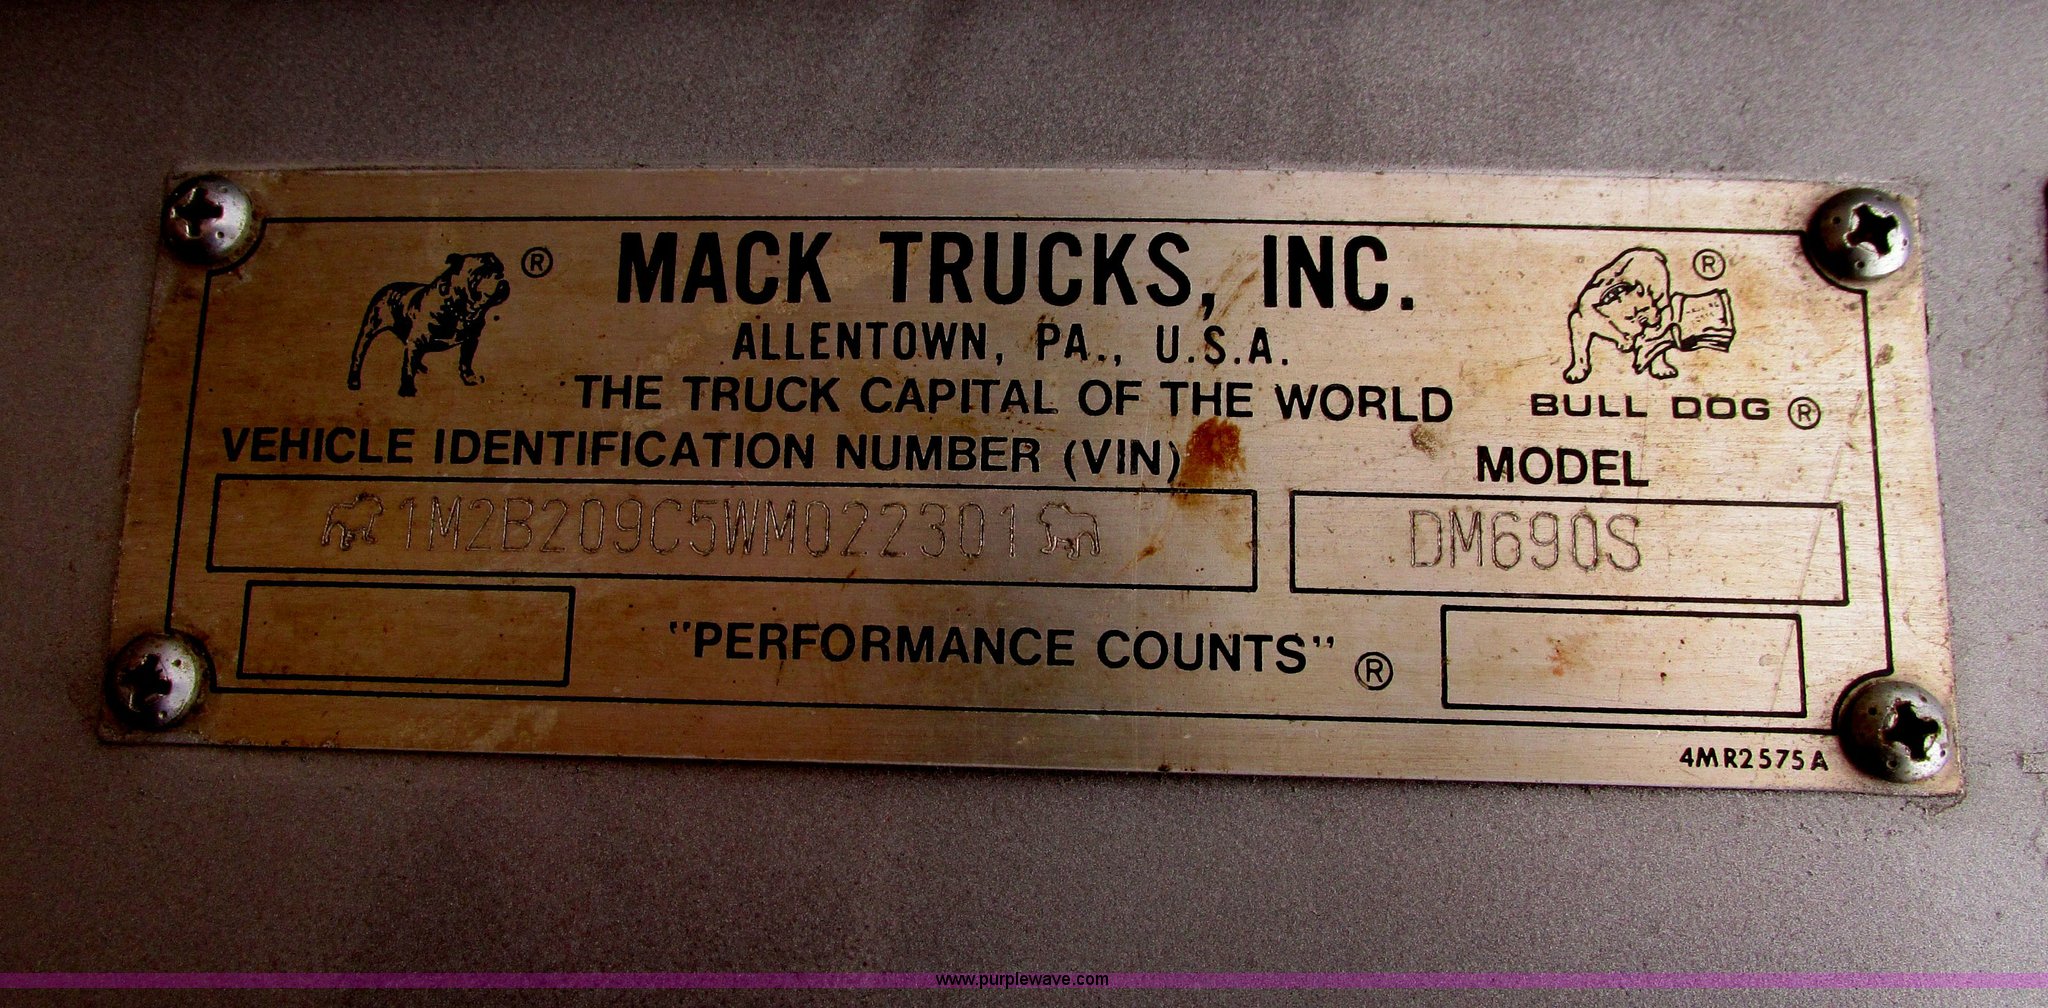 ® MACK TRUCKS, INC. ®
ALLENTOWN, PA., U.S.A.
THE TRUCK CAPITAL OF THE WORLD
BULL DOG ®
VEHICLE IDENTIFICATION NUMBER (VIN)
MODEL
1M2B209C5WM022301
DM690S
"PERFORMANCE COUNTS" ®
4MR2575A
www.purplewave.com